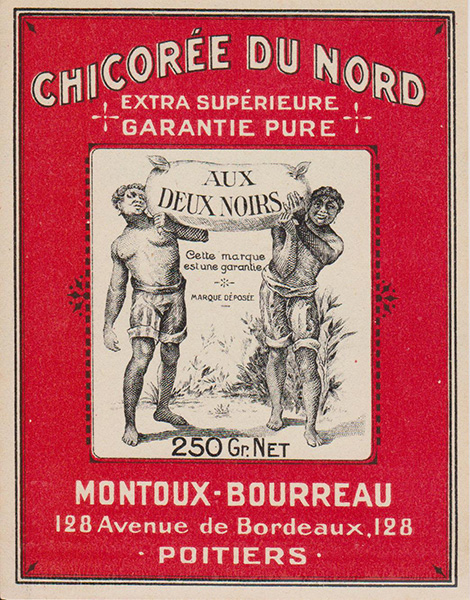 CHICORÉE DU NORD
EXTRA SUPÉRIEURE
GARANTIE PURE
AUX
DEUX NOIRS
Cette marque
est une garantie
MARQUE DÉPOSÉE
250 GR. NET
MONTOUX-BOURREAU
128 Avenue de Bordeaux, 128
· POITIERS ·